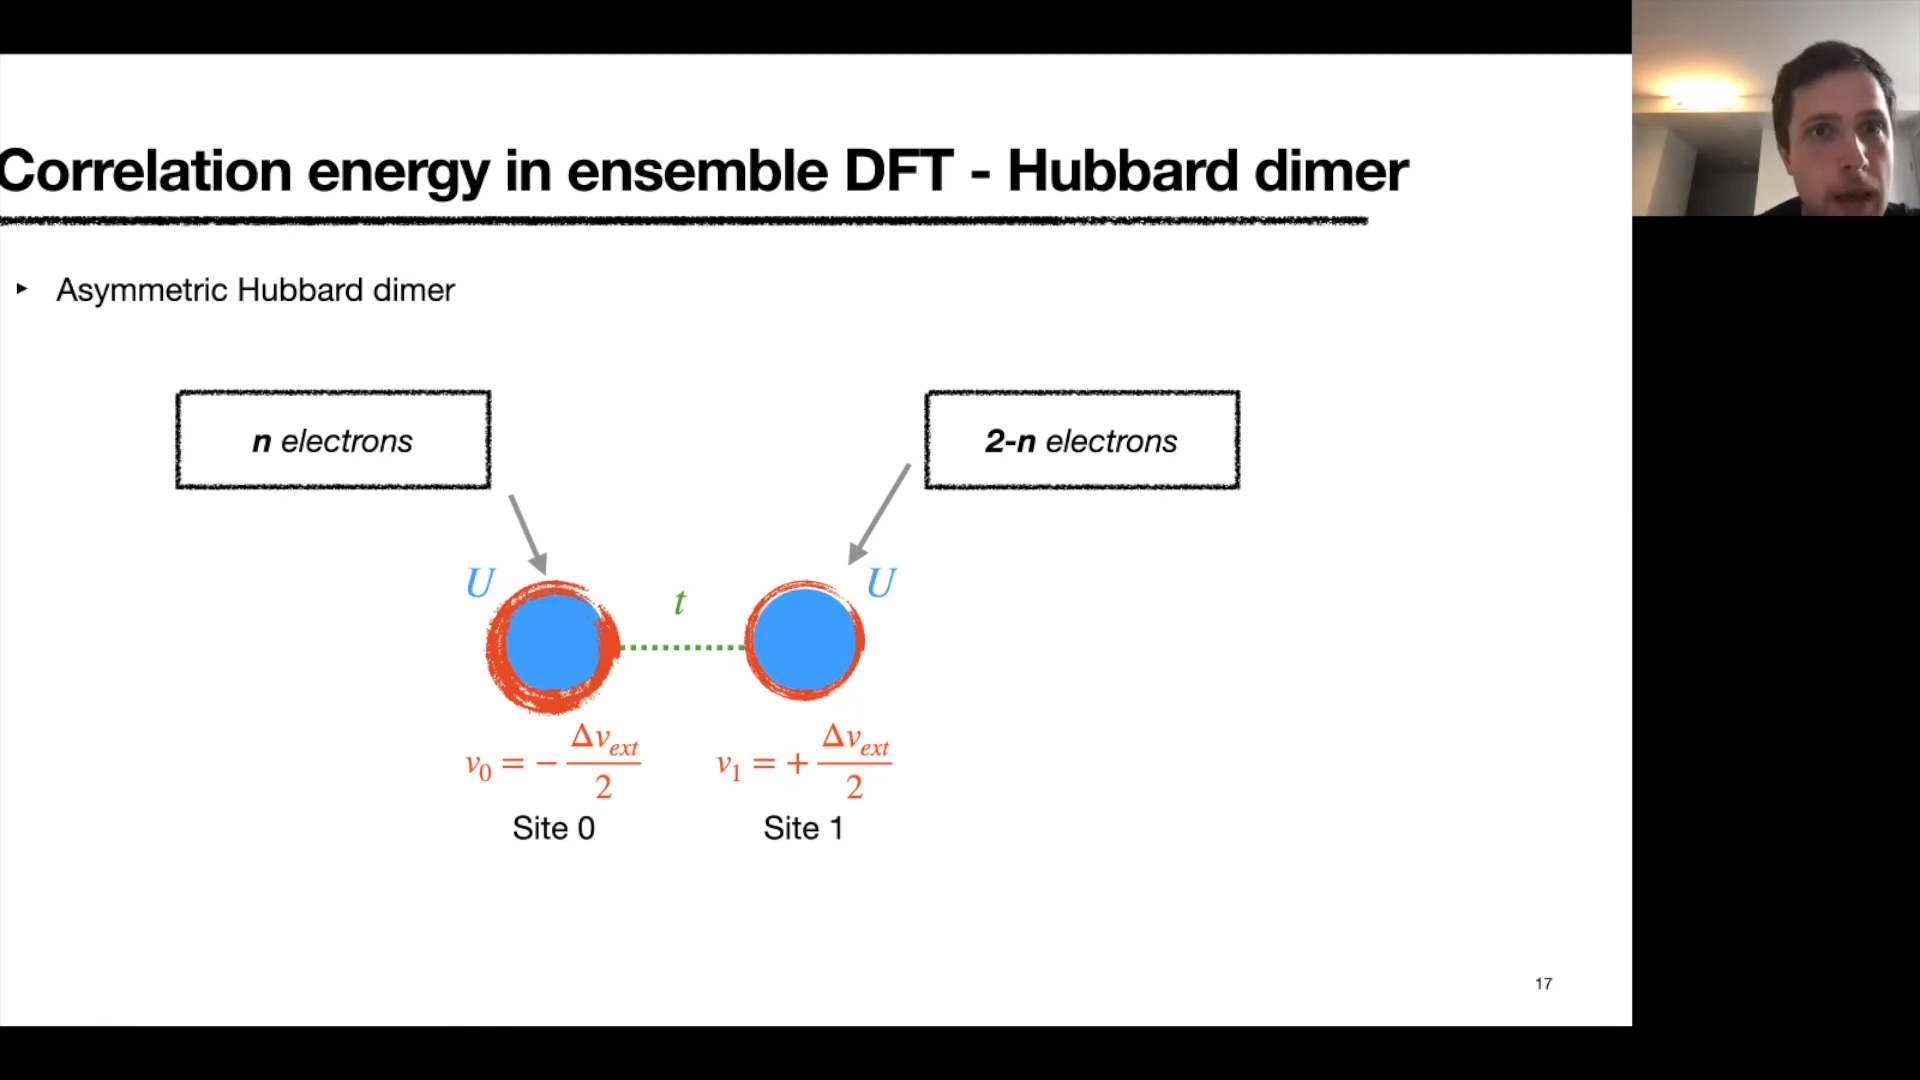 Correlation energy in ensemble DFT - Hubbard dimer
‣ Asymmetric Hubbard dimer
n electrons
2-n electrons
U
t
U
v₀ = − Δv_ext / 2
v₁ = + Δv_ext / 2
Site 0
Site 1
17